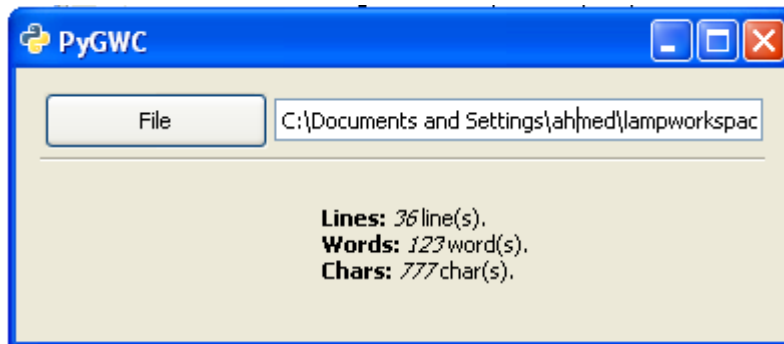 PyGWC
File C:\Documents and Settings\ahmed\lampworkspac
Lines: 36 line(s).
Words: 123 word(s).
Chars: 777 char(s).